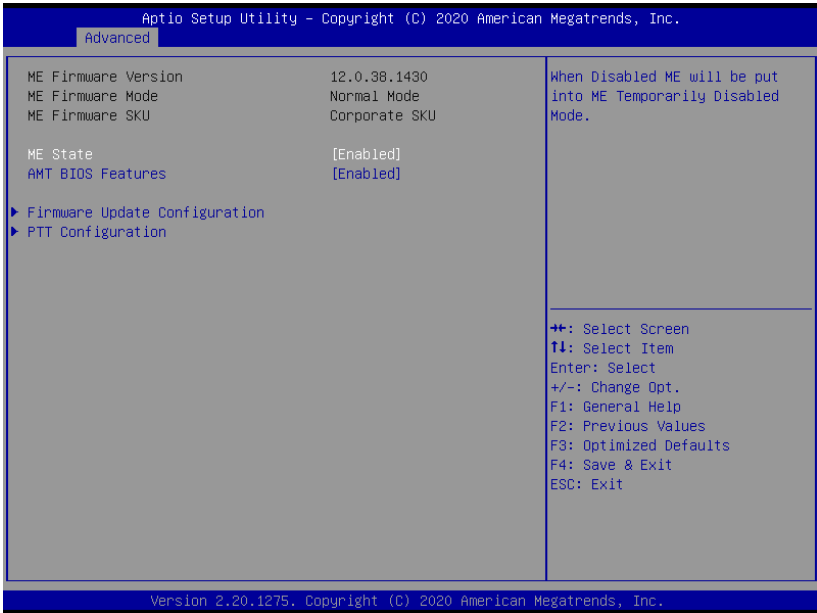 Aptio Setup Utility – Copyright (C) 2020 American Megatrends, Inc.
Advanced
ME Firmware Version 12.0.38.1430
ME Firmware Mode Normal Mode
ME Firmware SKU Corporate SKU
ME State [Enabled]
AMT BIOS Features [Enabled]
Firmware Update Configuration
PTT Configuration
When Disabled ME will be put
into ME Temporarily Disabled
Mode.
→←: Select Screen
↑↓: Select Item
Enter: Select
+/-: Change Opt.
F1: General Help
F2: Previous Values
F3: Optimized Defaults
F4: Save & Exit
ESC: Exit
Version 2.20.1275. Copyright (C) 2020 American Megatrends, Inc.